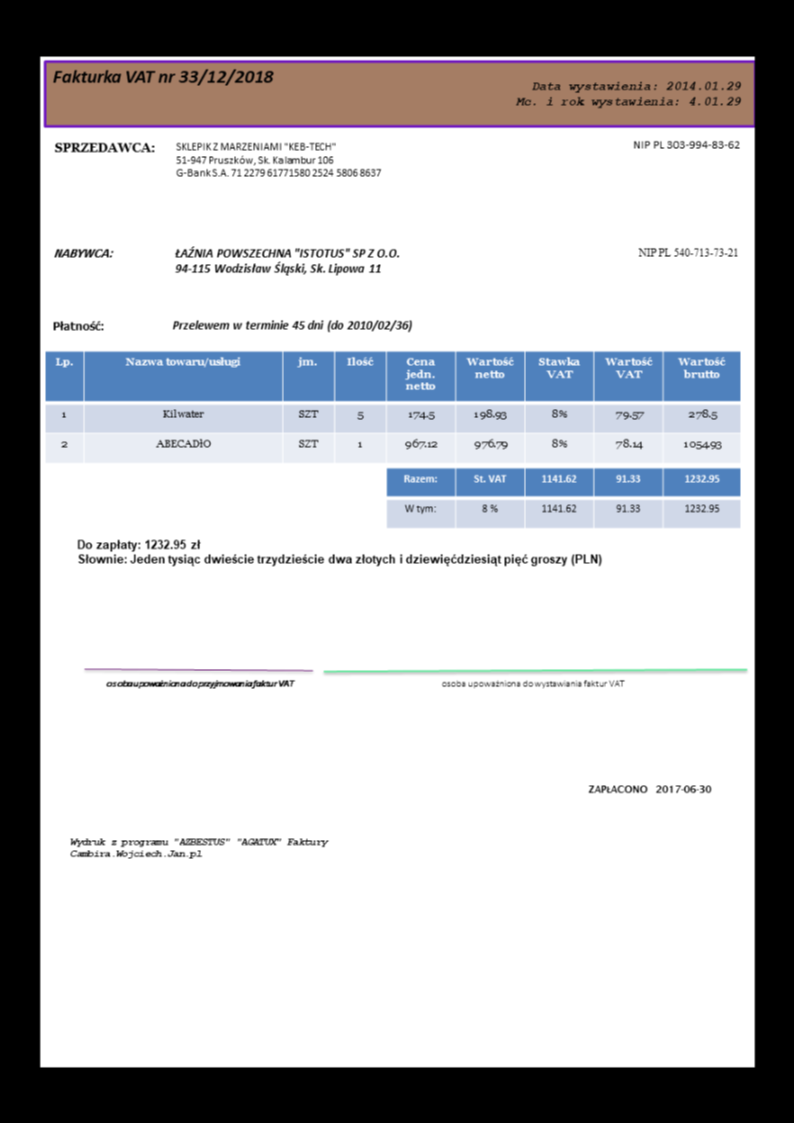 Fakturka VAT nr 33/12/2018
Data wystawienia: 2014.01.29
Mc. i rok wystawienia: 4.01.29
SPRZEDAWCA: SKLEPIK Z MARZENIAMI "KEB-TECH" NIP PL 303-994-83-62
51-947 Pruszków, Sk. Kalambur 106
G-Bank S.A. 71 2279 61771580 2524 5806 8637
NABYWCA: ŁAŹNIA POWSZECHNA "ISTOTUS" SP Z O.O. NIP PL 540-713-73-21
94-115 Wodzisław Śląski, Sk. Lipowa 11
Płatność: Przelewem w terminie 45 dni (do 2010/02/36)
Lp. Nazwa towaru/usługi jm. Ilość Cena jedn. netto Wartość netto Stawka VAT Wartość VAT Wartość brutto
1 Kilwater SZT 5 174.5 198.93 8% 79.57 278.5
2 ABECADłO SZT 1 967.12 976.79 8% 78.14 1054.93
Razem: St. VAT 1141.62 91.33 1232.95
W tym: 8 % 1141.62 91.33 1232.95
Do zapłaty: 1232.95 zł
Słownie: Jeden tysiąc dwieście trzydzieście dwa złotych i dziewięćdziesiąt pięć groszy (PLN)
osoba upoważniona do przyjmowania faktur VAT
osoba upoważniona do wystawiania faktur VAT
ZAPŁACONO 2017-06-30
Wydruk z programu "AZBESTUS" "AGATUX" Faktury
Cambira.Wojciech.Jan.pl